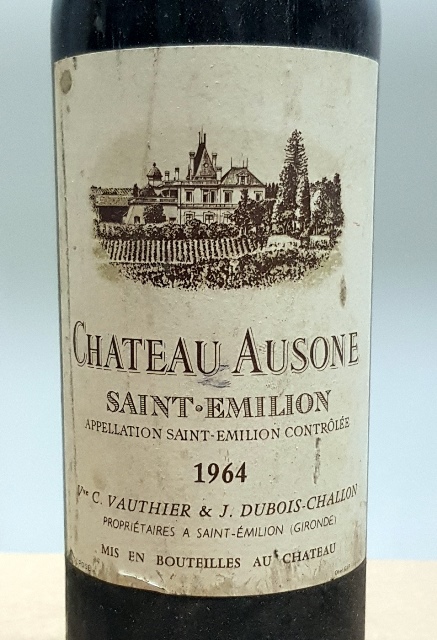 CHATEAU AUSONE
SAINT-EMILION
APPELLATION SAINT-EMILION CONTRÔLÉE
1964
Vve C. VAUTHIER & J. DUBOIS-CHALLON
PROPRIÉTAIRES A SAINT-ÉMILION (GIRONDE)
MIS EN BOUTEILLES AU CHATEAU